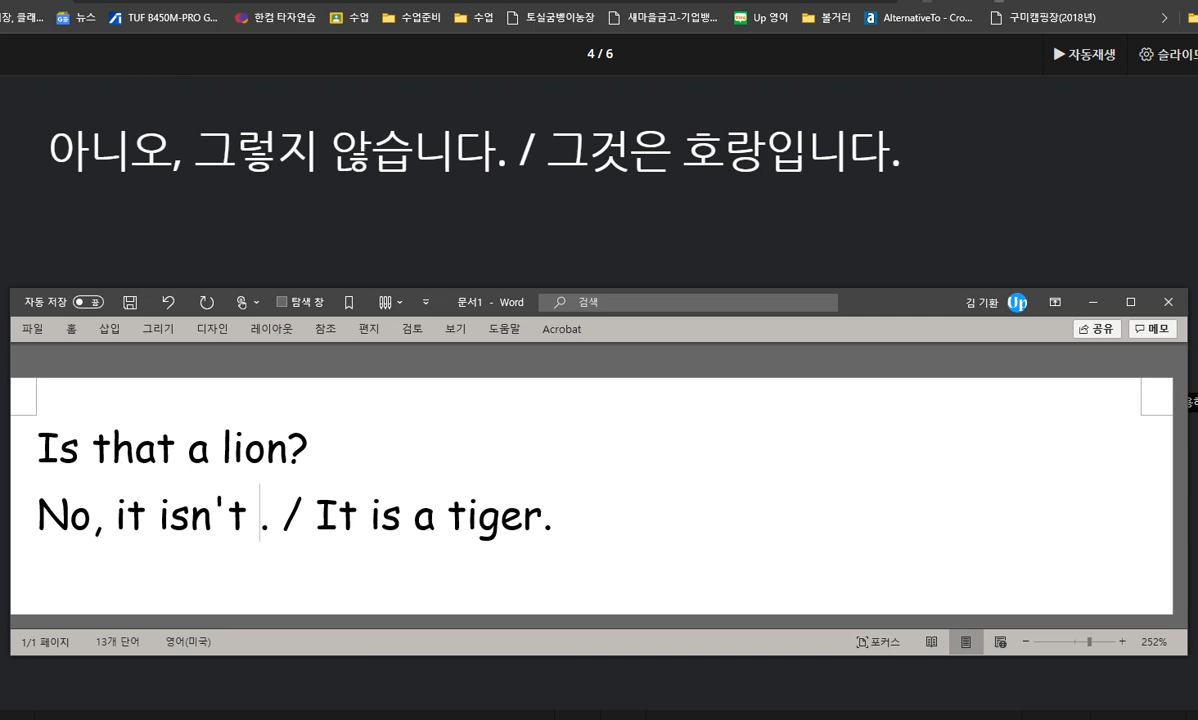 장, 클래... 뉴스 TUF B450M-PRO G... 한컴 타자연습 수업 수업준비 수업 토실굼벵이농장 새마을금고-기업뱅... Up 영어 볼거리 AlternativeTo - Cro... 구미캠핑장(2018년)
4 / 6 자동재생 슬라이드
아니오, 그렇지 않습니다. / 그것은 호랑입니다.
자동 저장 끔 탐색 창 문서1 - Word 검색 김 기환 Up
파일 홈 삽입 그리기 디자인 레이아웃 참조 편지 검토 보기 도움말 Acrobat 공유 메모
Is that a lion?
No, it isn't . / It is a tiger.
1/1 페이지 13개 단어 영어(미국) 포커스 252%